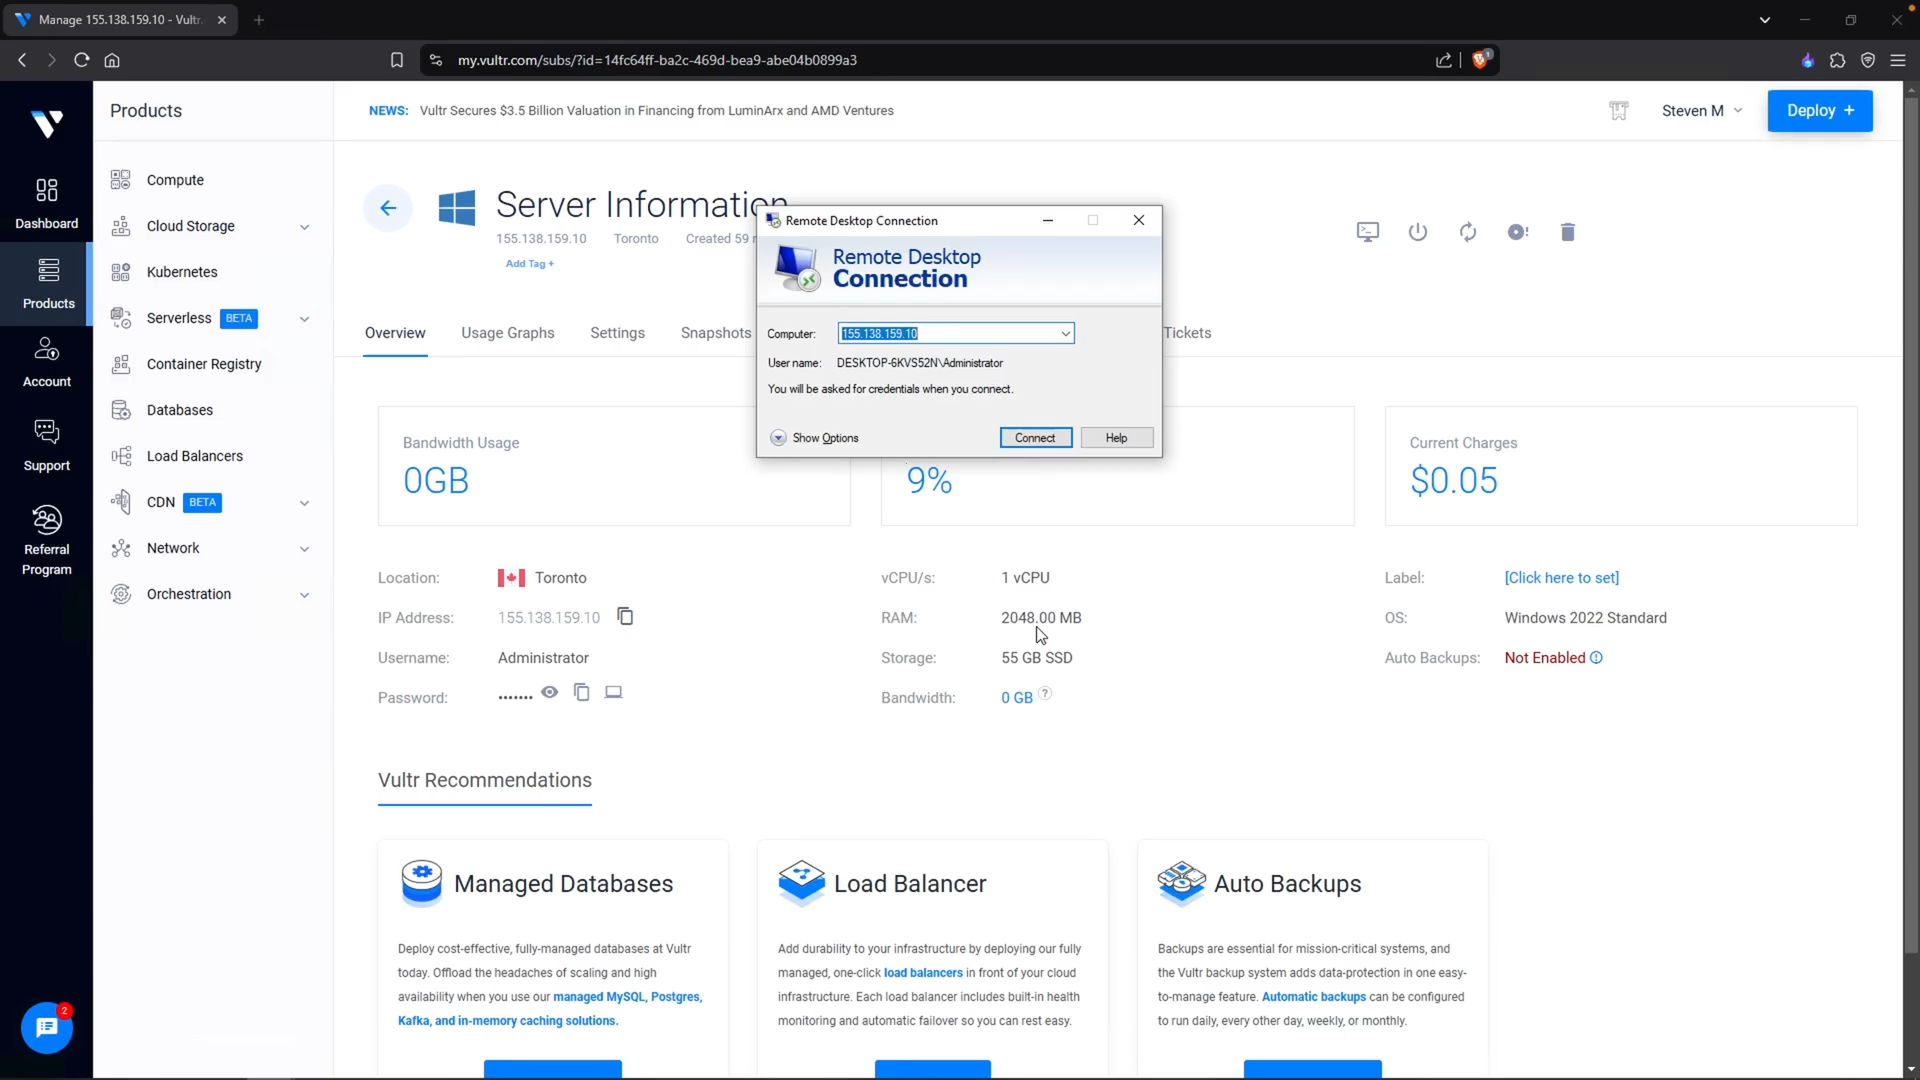 Manage 155.138.159.10 - Vultr.
my.vultr.com/subs/?id=14fc64ff-ba2c-469d-bea9-abe04b0899a3
1
Products
NEWS: Vultr Secures $3.5 Billion Valuation in Financing from LuminArx and AMD Ventures
Steven M
Deploy +
Dashboard
Products
Account
Support
Referral
Program
2
Compute
Cloud Storage
Kubernetes
Serverless BETA
Container Registry
Databases
Load Balancers
CDN BETA
Network
Orchestration
Server Information
155.138.159.10 Toronto Created 59
Add Tag +
Overview Usage Graphs Settings Snapshots Tickets
Remote Desktop Connection
Remote Desktop
Connection
Computer: 155.138.159.10
User name: DESKTOP-6KVS52N\Administrator
You will be asked for credentials when you connect.
Show Options Connect Help
Bandwidth Usage
0GB
9%
Current Charges
$0.05
Location: Toronto
IP Address: 155.138.159.10
Username: Administrator
Password: •••••••
vCPU/s: 1 vCPU
RAM: 2048.00 MB
Storage: 55 GB SSD
Bandwidth: 0 GB ?
Label: [Click here to set]
OS: Windows 2022 Standard
Auto Backups: Not Enabled
Vultr Recommendations
Managed Databases
Deploy cost-effective, fully-managed databases at Vultr
today. Offload the headaches of scaling and high
availability when you use our managed MySQL, Postgres,
Kafka, and in-memory caching solutions.
Load Balancer
Add durability to your infrastructure by deploying our fully
managed, one-click load balancers in front of your cloud
infrastructure. Each load balancer includes built-in health
monitoring and automatic failover so you can rest easy.
Auto Backups
Backups are essential for mission-critical systems, and
the Vultr backup system adds data-protection in one easy-
to-manage feature. Automatic backups can be configured
to run daily, every other day, weekly, or monthly.